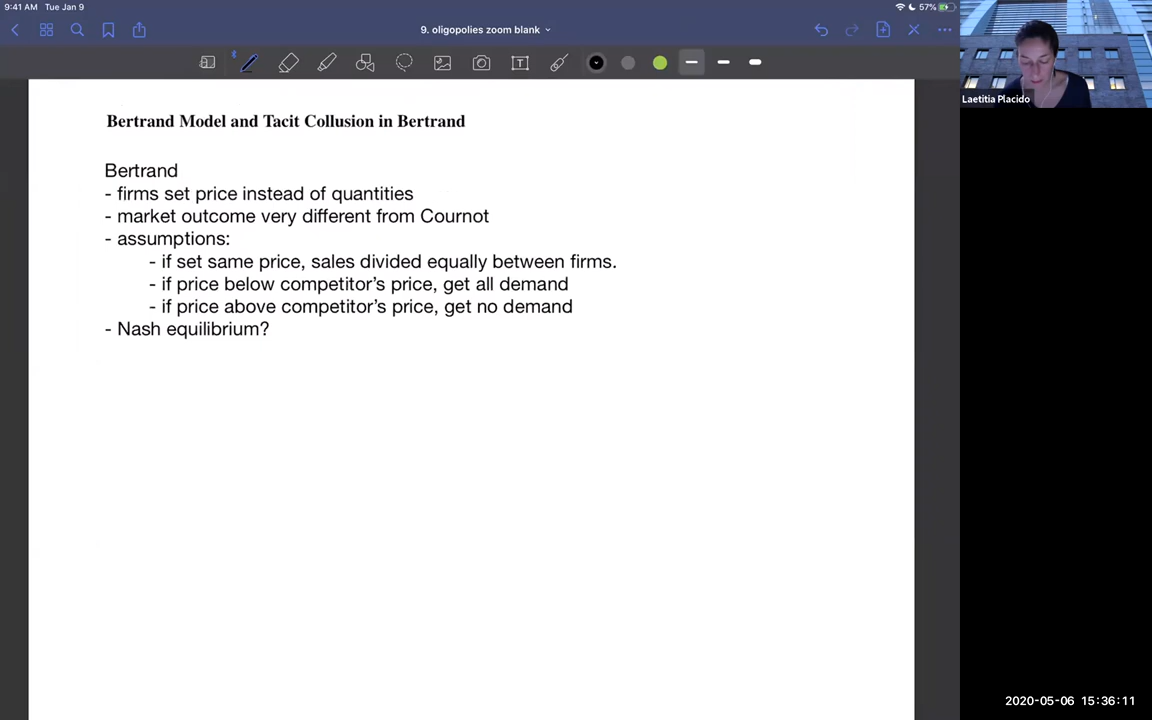 9:41 AM Tue Jan 9
57%
9. oligopolies zoom blank
T
Laetitia Placido
Bertrand Model and Tacit Collusion in Bertrand
Bertrand
- firms set price instead of quantities
- market outcome very different from Cournot
- assumptions:
- if set same price, sales divided equally between firms.
- if price below competitor's price, get all demand
- if price above competitor's price, get no demand
- Nash equilibrium?
2020-05-06 15:36:11